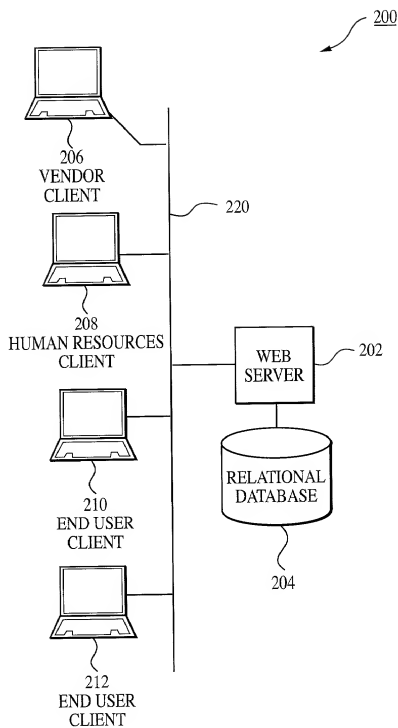 200
206
VENDOR
CLIENT
220
208
HUMAN RESOURCES
CLIENT
WEB
SERVER
202
210
END USER
CLIENT
RELATIONAL
DATABASE
204
212
END USER
CLIENT